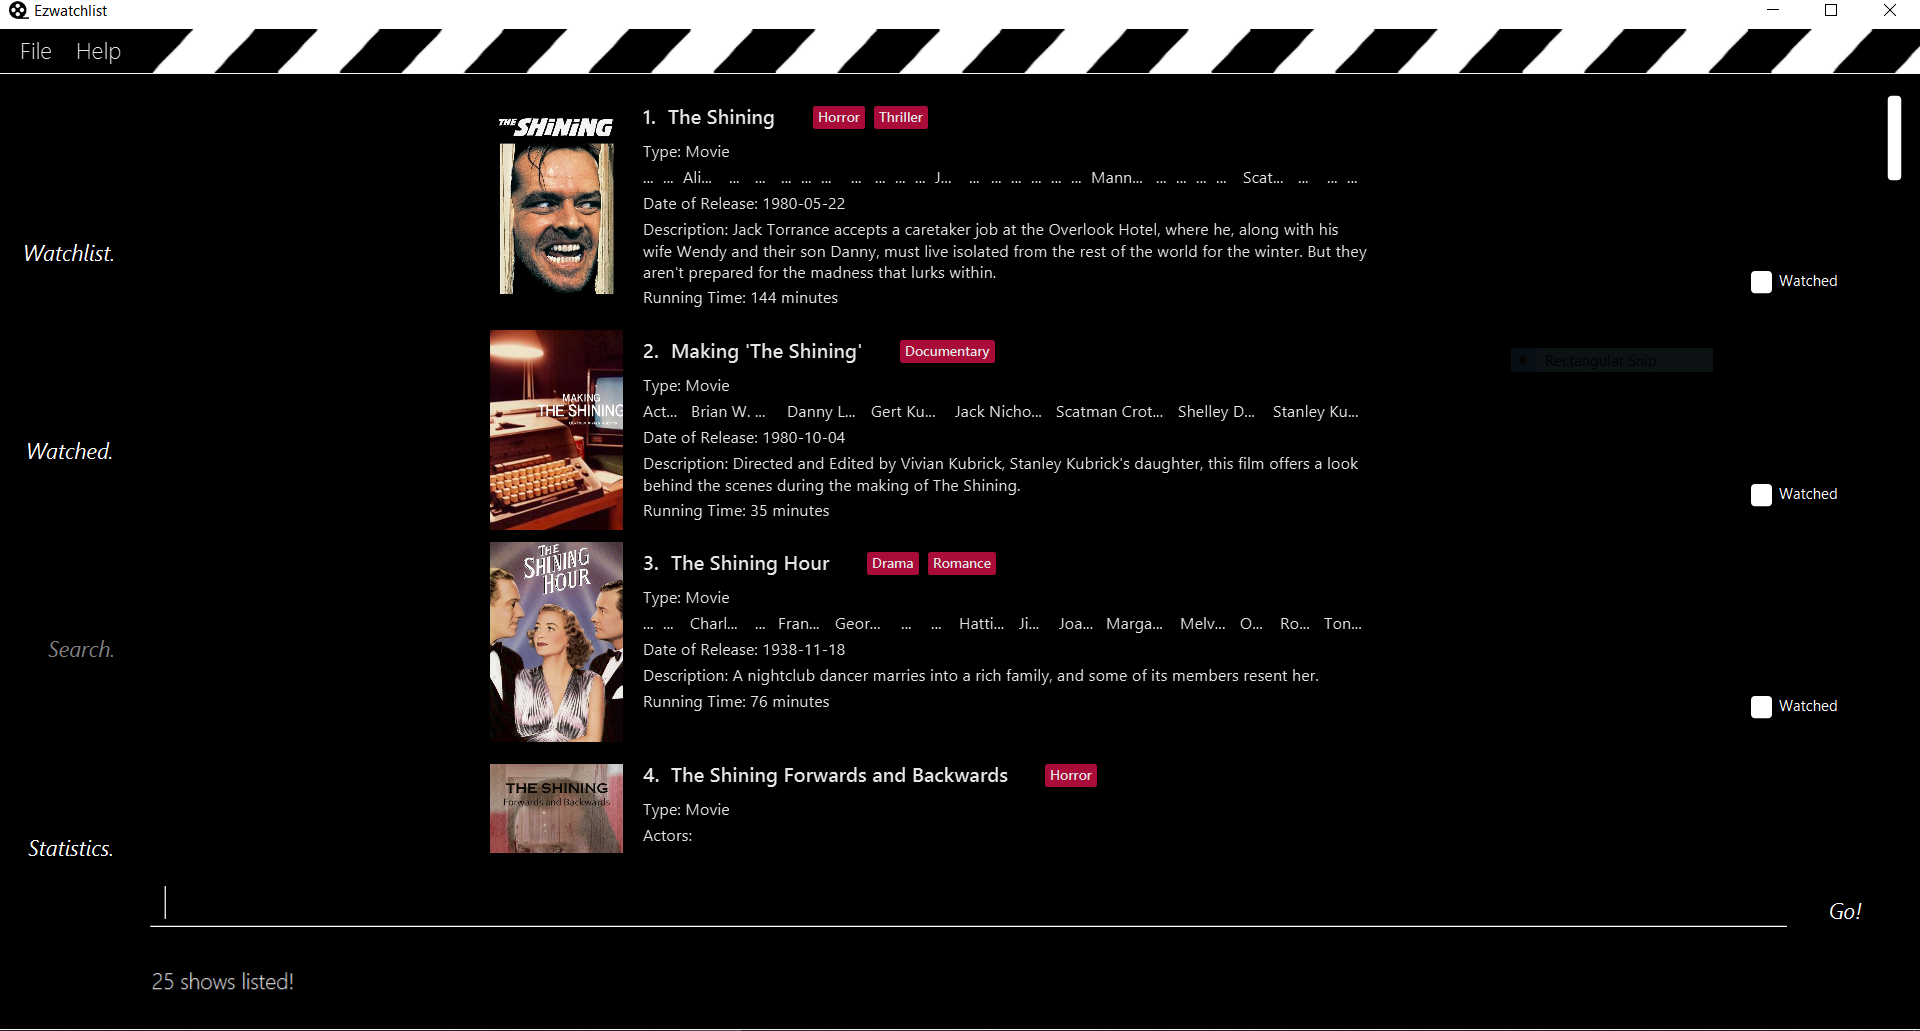 Ezwatchlist
File Help
Watchlist.
Watched.
Search.
Statistics.
THE SHiNiNG
1. The Shining Horror Thriller
Type: Movie
... ... Ali... ... ... ... ... ... ... ... ... ... J... ... ... ... ... ... ... Mann... ... ... ... ... Scat... ... ... ...
Date of Release: 1980-05-22
Description: Jack Torrance accepts a caretaker job at the Overlook Hotel, where he, along with his
wife Wendy and their son Danny, must live isolated from the rest of the world for the winter. But they
aren't prepared for the madness that lurks within.
Running Time: 144 minutes
Watched
MAKING
THE SHINING
2. Making 'The Shining' Documentary
Type: Movie
Act... Brian W. ... Danny L... Gert Ku... Jack Nicho... Scatman Crot... Shelley D... Stanley Ku...
Date of Release: 1980-10-04
Description: Directed and Edited by Vivian Kubrick, Stanley Kubrick's daughter, this film offers a look
behind the scenes during the making of The Shining.
Running Time: 35 minutes
Rectangular Snip
Watched
THE
SHINING
HOUR
3. The Shining Hour Drama Romance
Type: Movie
... ... Charl... ... Fran... Geor... ... ... Hatti... Ji... Joa... Marga... Melv... O... Ro... Ton...
Date of Release: 1938-11-18
Description: A nightclub dancer marries into a rich family, and some of its members resent her.
Running Time: 76 minutes
Watched
THE SHINING
Forwards and Backwards
4. The Shining Forwards and Backwards Horror
Type: Movie
Actors:
Go!
25 shows listed!